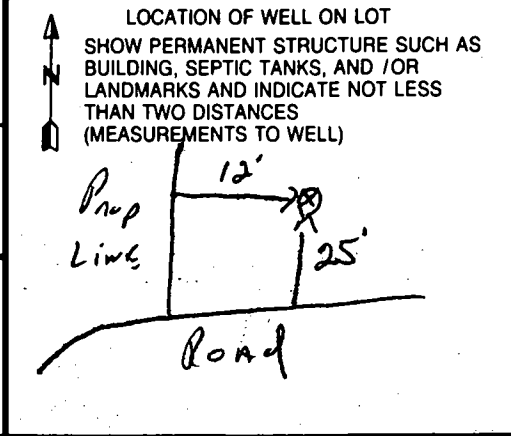 LOCATION OF WELL ON LOT
SHOW PERMANENT STRUCTURE SUCH AS
BUILDING, SEPTIC TANKS, AND /OR
LANDMARKS AND INDICATE NOT LESS
THAN TWO DISTANCES
(MEASUREMENTS TO WELL)
N
12'
Prop
Line
25'
Road